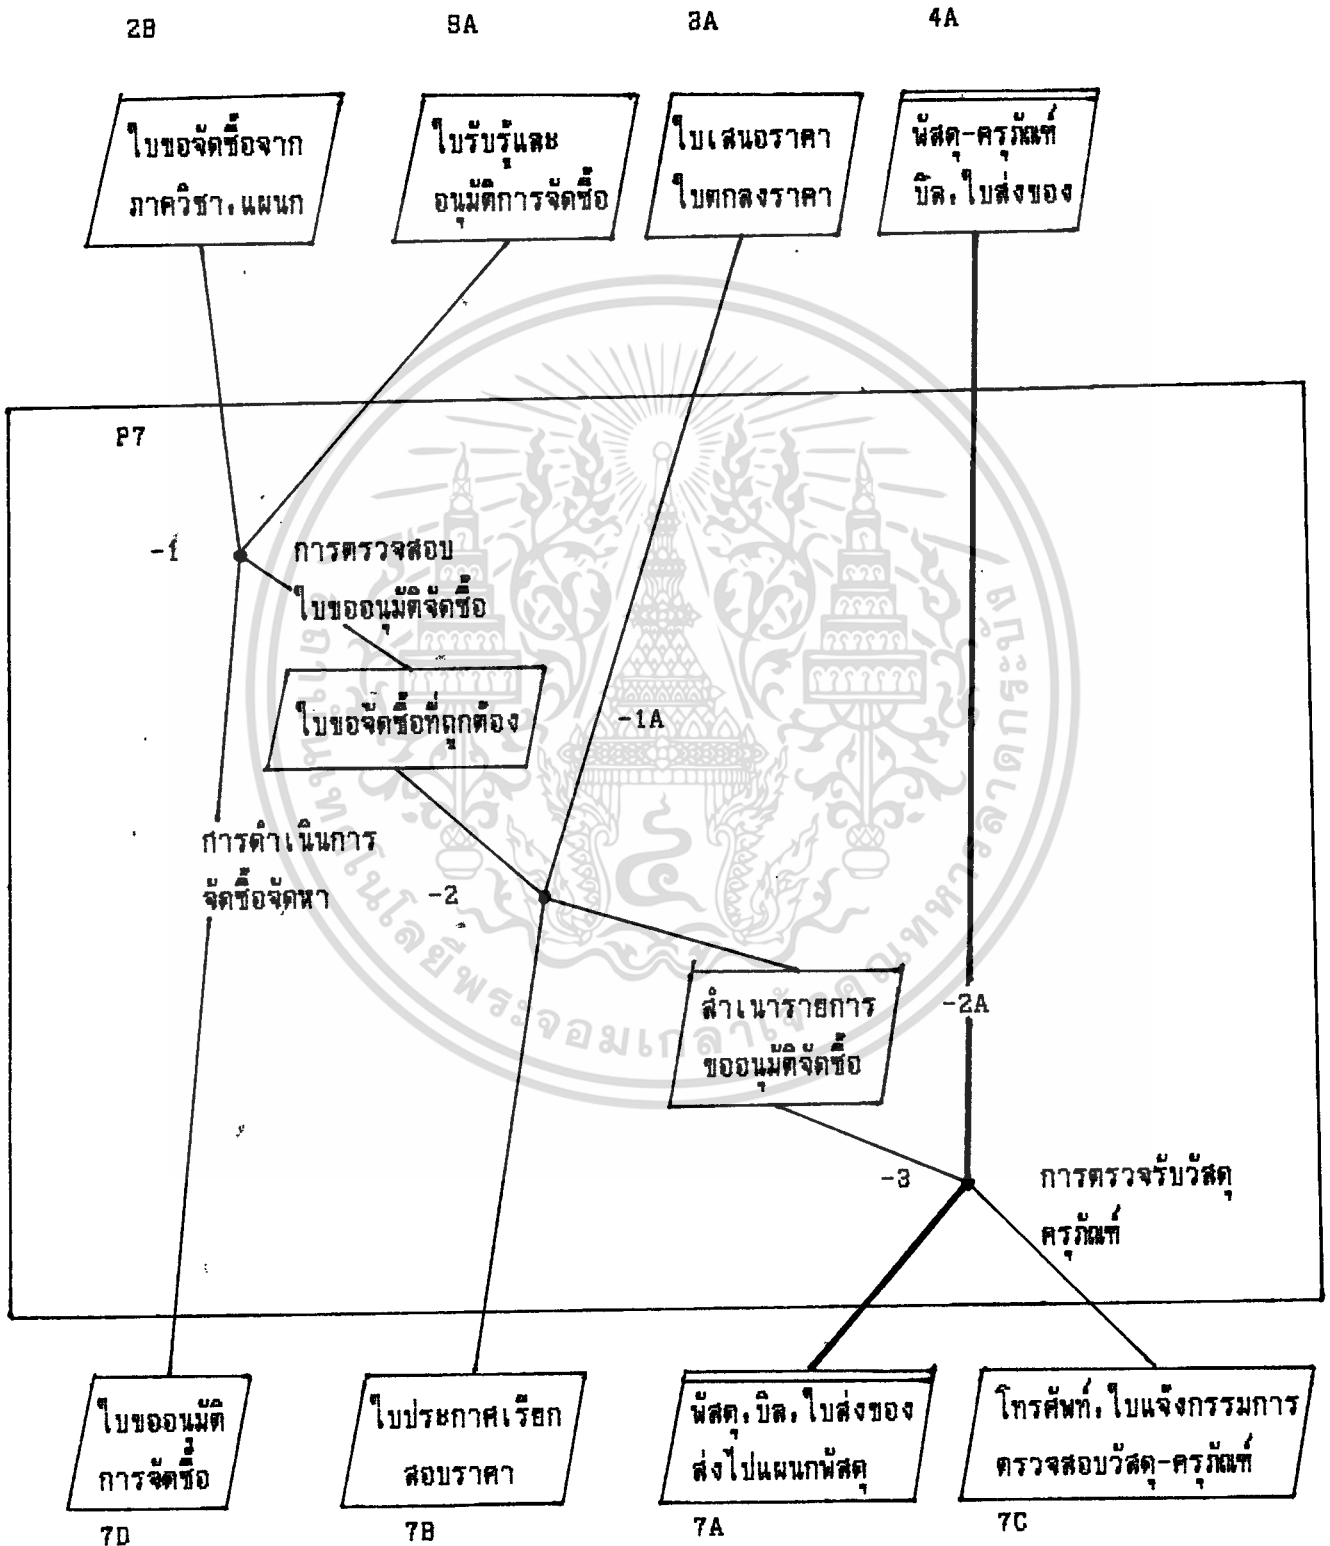 2B
9A
3A
4A
ใบขอจัดซื้อจาก
ภาควิชา,แผนก
ใบรับรู้และ
อนุมัติการจัดซื้อ
ใบเสนอราคา
ใบตกลงราคา
พัสดุ-ครุภัณฑ์
บิล,ใบส่งของ
P7
-1
การตรวจสอบ
ใบขออนุมัติจัดซื้อ
ใบขอจัดซื้อที่ถูกต้อง
-1A
การดำเนินการ
จัดซื้อจัดหา
-2
สำเนารายการ
ขออนุมัติจัดซื้อ
-2A
-3
การตรวจรับวัสดุ
ครุภัณฑ์
ใบขออนุมัติ
การจัดซื้อ
ใบประกาศเรียก
สอบราคา
พัสดุ,บิล,ใบส่งของ
ส่งไปแผนกพัสดุ
โทรศัพท์,ใบแจ้งกรรมการ
ตรวจสอบวัสดุ-ครุภัณฑ์
7D
7B
7A
7C